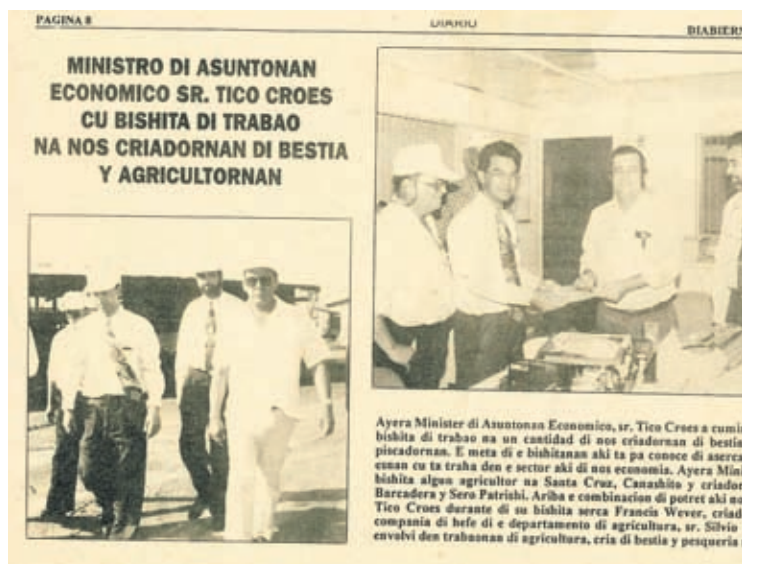 PAGINA 8
DIARIO
DIABIERN
MINISTRO DI ASUNTONAN
ECONOMICO SR. TICO CROES
CU BISHITA DI TRABAO
NA NOS CRIADORNAN DI BESTIA
Y AGRICULTORNAN
Ayera Minister di Asuntonan Economico, sr. Tico Croes a cumin
bishita di trabao na un cantidad di nos criadornan di bestia
piscadornan. E meta di e bishitanan aki ta pa conoce di aserca
esnan cu ta traha den e sector aki di nos economia. Ayera Mini
bishita algun agricultor na Santa Cruz, Canashito y criador
Barcadera y Sero Patrishi. Ariba e combinacion di potret aki no
Tico Croes durante di su bishita serca Francis Wever, criad
compania di hefe di e departamento di agricultura, sr. Silvio
envolvi den trabaonan di agricultura, cria di bestia y pesqueria